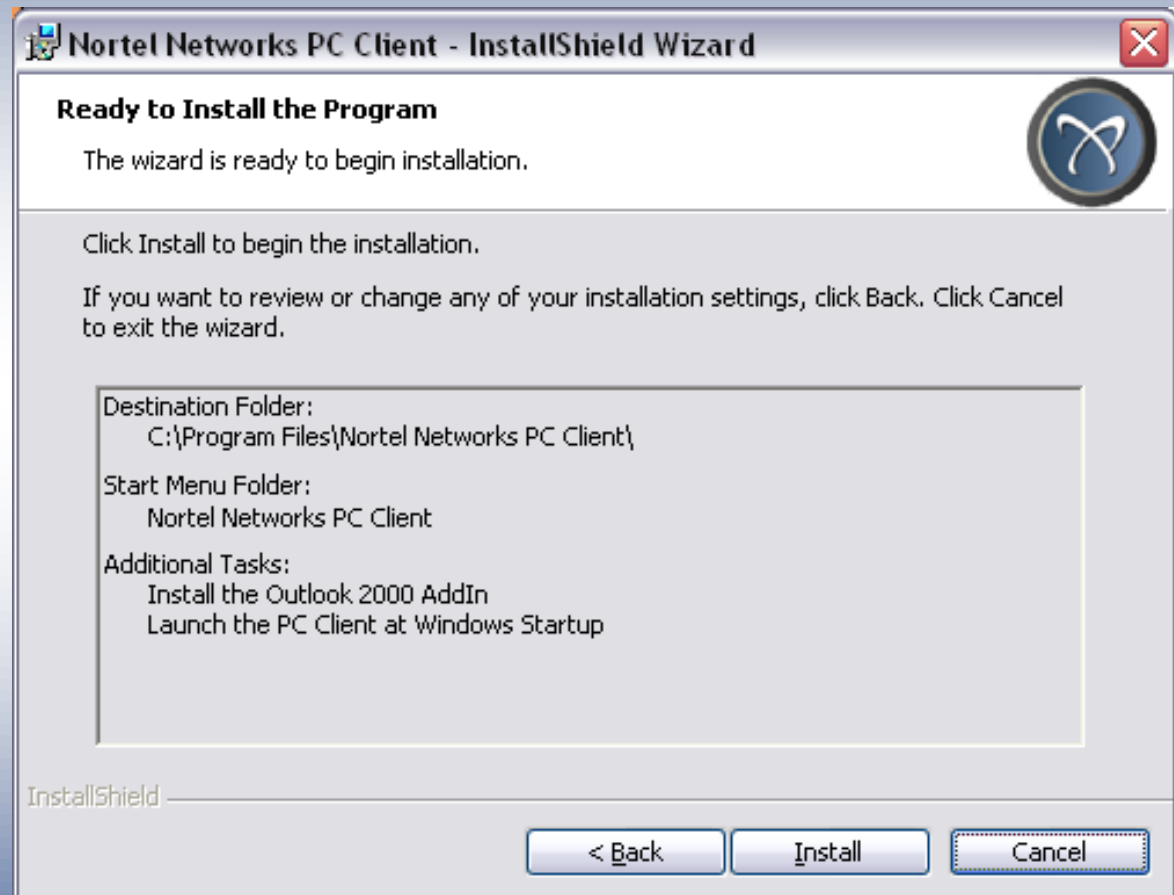 Nortel Networks PC Client - InstallShield Wizard
Ready to Install the Program
The wizard is ready to begin installation.
Click Install to begin the installation.
If you want to review or change any of your installation settings, click Back. Click Cancel
to exit the wizard.
Destination Folder:
C:\Program Files\Nortel Networks PC Client\
Start Menu Folder:
Nortel Networks PC Client
Additional Tasks:
Install the Outlook 2000 AddIn
Launch the PC Client at Windows Startup
InstallShield
< Back
Install
Cancel